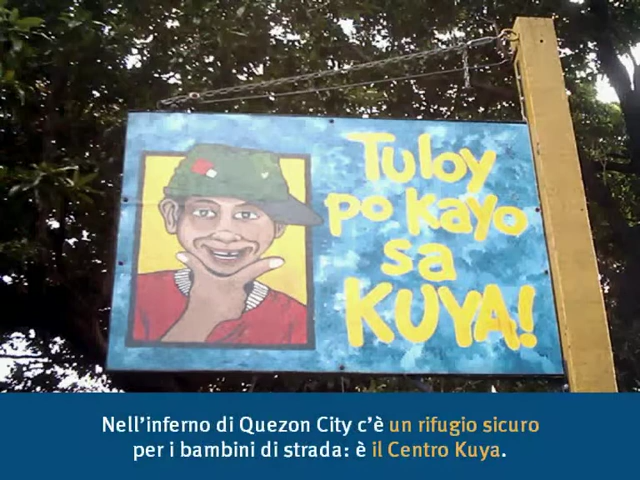 Tuloy
po kayo
sa
KUYA!
Nell'inferno di Quezon City c'è un rifugio sicuro
per i bambini di strada: è il Centro Kuya.